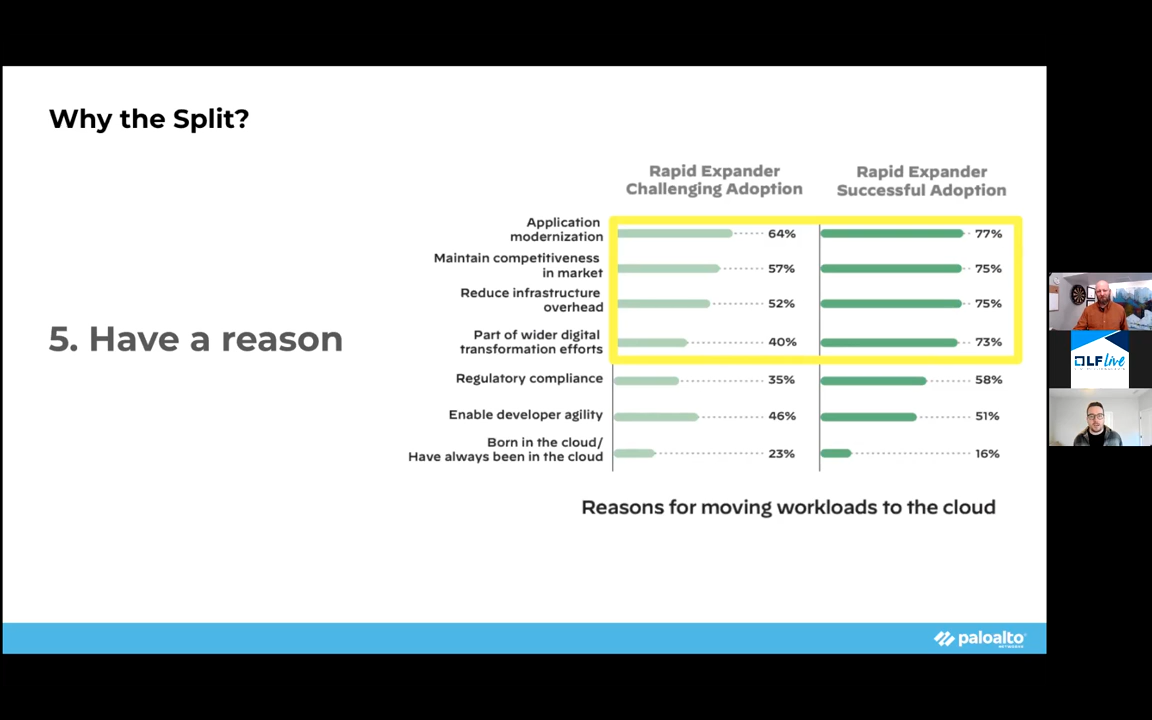 Why the Split?
Rapid Expander
Challenging Adoption
Rapid Expander
Successful Adoption
Application
modernization
64%
77%
Maintain competitiveness
in market
57%
75%
Reduce infrastructure
overhead
52%
75%
5. Have a reason
Part of wider digital
transformation efforts
40%
73%
Regulatory compliance
35%
58%
Enable developer agility
46%
51%
Born in the cloud/
Have always been in the cloud
23%
16%
Reasons for moving workloads to the cloud
paloalto
NETWORKS
LF live